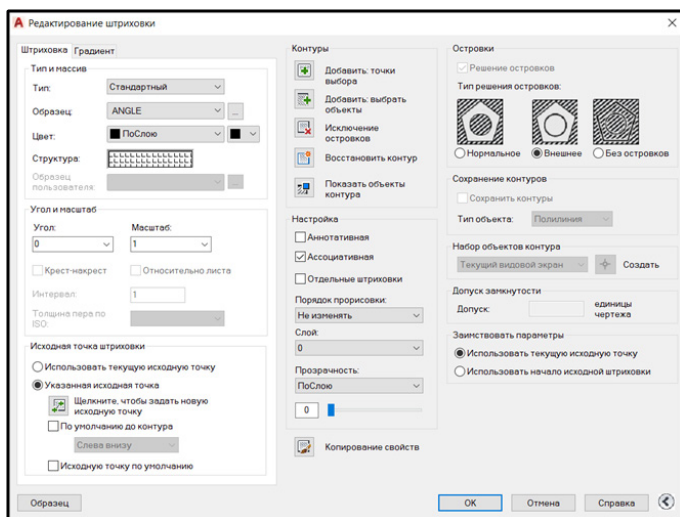 Редактирование штриховки
Штриховка
Градиент
Тип и массив
Тип:
Стандартный
Образец:
ANGLE
...
Цвет:
ПоСлою
Структура:
Образец
пользователя:
...
Угол и масштаб
Угол:
Масштаб:
0
1
Крест-накрест
Относительно листа
Интервал:
1
Толщина пера по
ISO:
Исходная точка штриховки
Использовать текущую исходную точку
Указанная исходная точка
Щелкните, чтобы задать новую
исходную точку
По умолчанию до контура
Слева внизу
Исходную точку по умолчанию
Контуры
Добавить: точки
выбора
Добавить: выбрать
объекты
Исключение
островков
Восстановить контур
Показать объекты
контура
Настройка
Аннотативная
Ассоциативная
Отдельные штриховки
Порядок прорисовки:
Не изменять
Слой:
0
Прозрачность:
ПоСлою
0
Копирование свойств
Островки
Решение островков
Тип решения островков:
Нормальное
Внешнее
Без островков
Сохранение контуров
Сохранить контуры
Тип объекта:
Полилиния
Набор объектов контура
Текущий видовой экран
Создать
Допуск замкнутости
Допуск:
единицы
чертежа
Заимствовать параметры
Использовать текущую исходную точку
Использовать начало исходной штриховки
Образец
ОК
Отмена
Справка